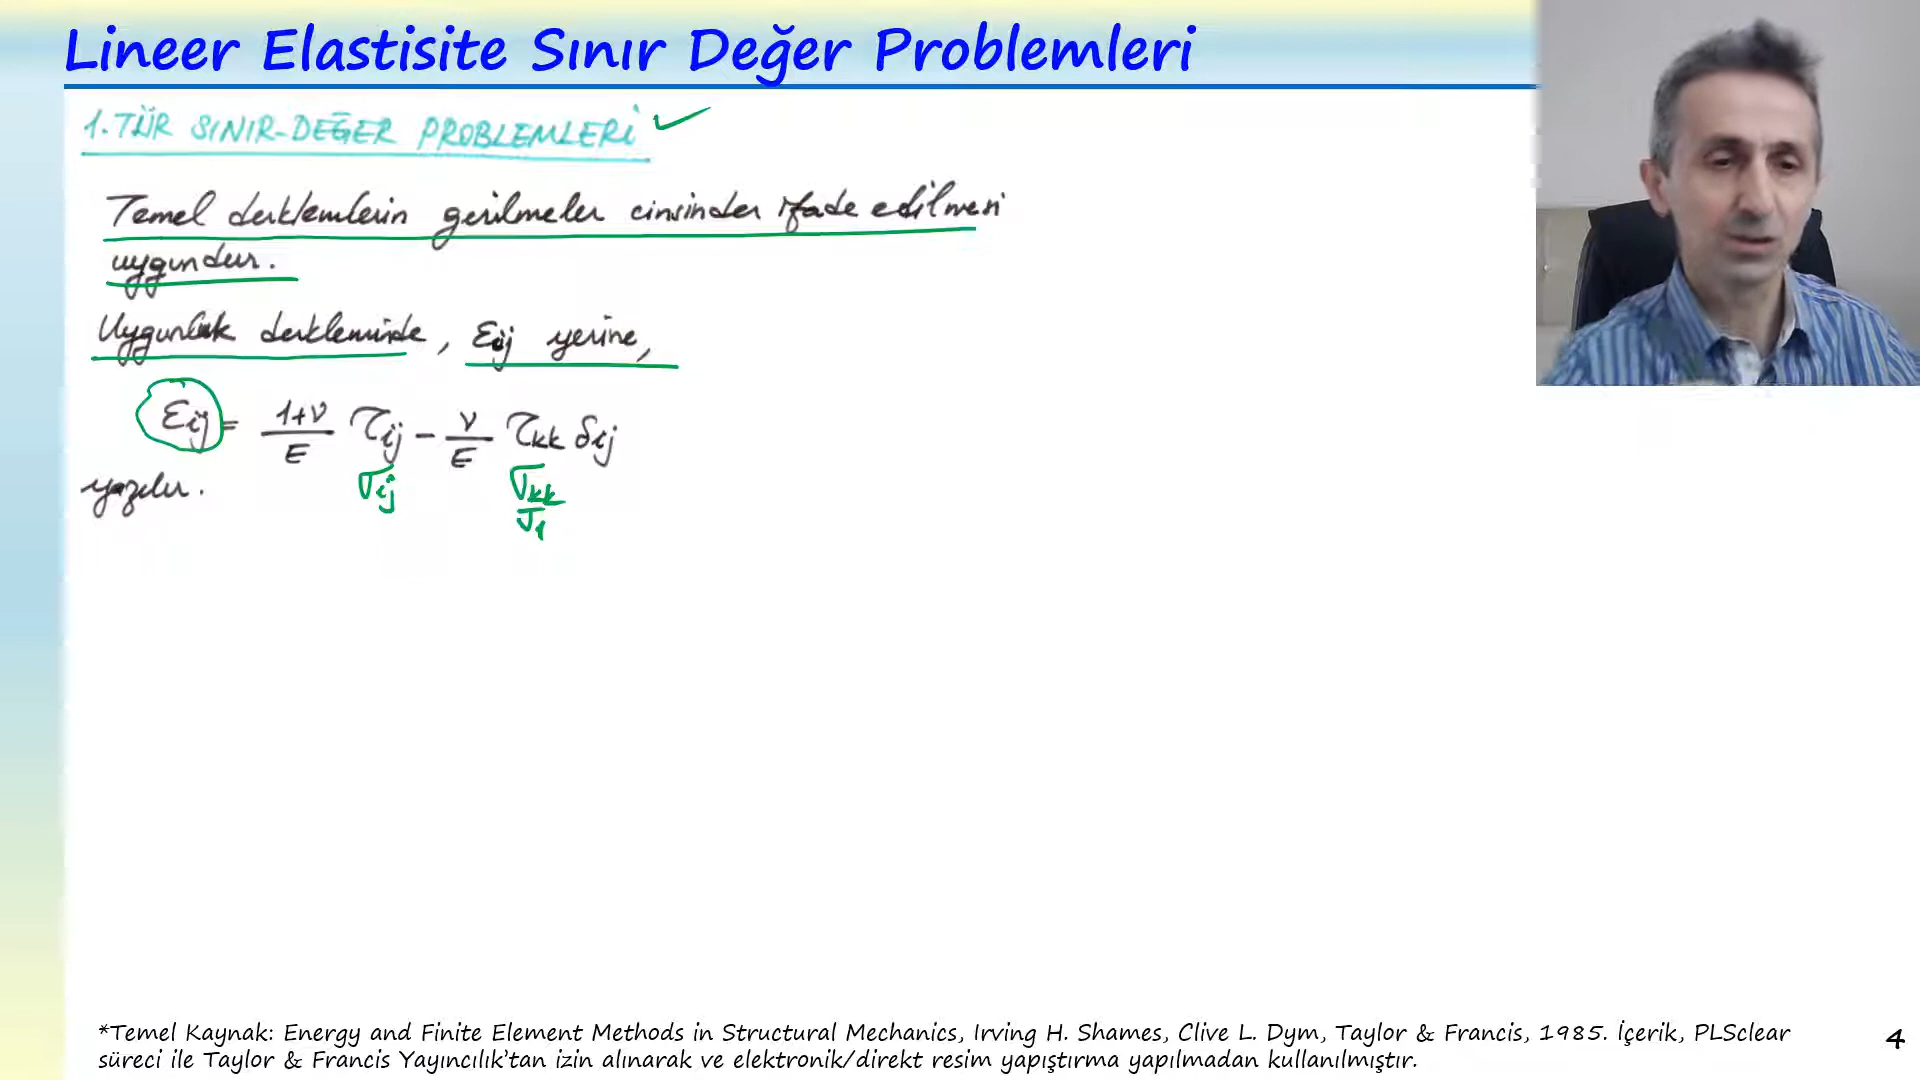 Lineer Elastisite Sınır Değer Problemleri
1. TÜR SINIR-DEĞER PROBLEMLERİ ✓
Temel denklemlerin gerilmeler cinsinden ifade edilmesi
uygundur.
Uygunluk denkleminde, εij yerine,
εij = 1+ν/E τij - ν/E τkk δij
σij σkk
J1
yazılır.
*Temel Kaynak: Energy and Finite Element Methods in Structural Mechanics, Irving H. Shames, Clive L. Dym, Taylor & Francis, 1985. İçerik, PLSclear
süreci ile Taylor & Francis Yayıncılık'tan izin alınarak ve elektronik/direkt resim yapıştırma yapılmadan kullanılmıştır.
4